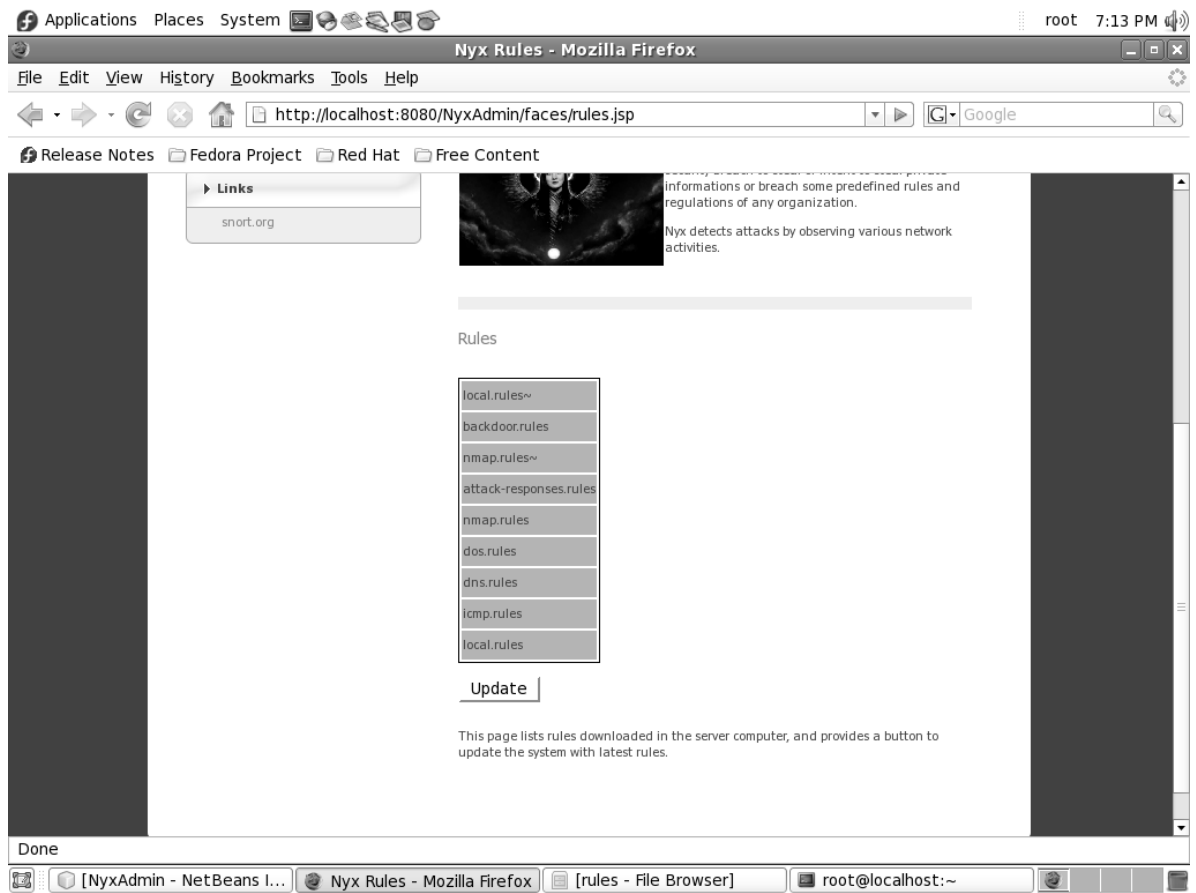 Applications Places System root 7:13 PM
Nyx Rules - Mozilla Firefox
File Edit View History Bookmarks Tools Help
http://localhost:8080/NyxAdmin/faces/rules.jsp G Google
Release Notes Fedora Project Red Hat Free Content
Links
snort.org
informations or breach some predefined rules and
regulations of any organization.
Nyx detects attacks by observing various network
activities.
Rules
local.rules~
backdoor.rules
nmap.rules~
attack-responses.rules
nmap.rules
dos.rules
dns.rules
icmp.rules
local.rules
Update
This page lists rules downloaded in the server computer, and provides a button to
update the system with latest rules.
Done
[NyxAdmin - NetBeans I... Nyx Rules - Mozilla Firefox [rules - File Browser] root@localhost:~